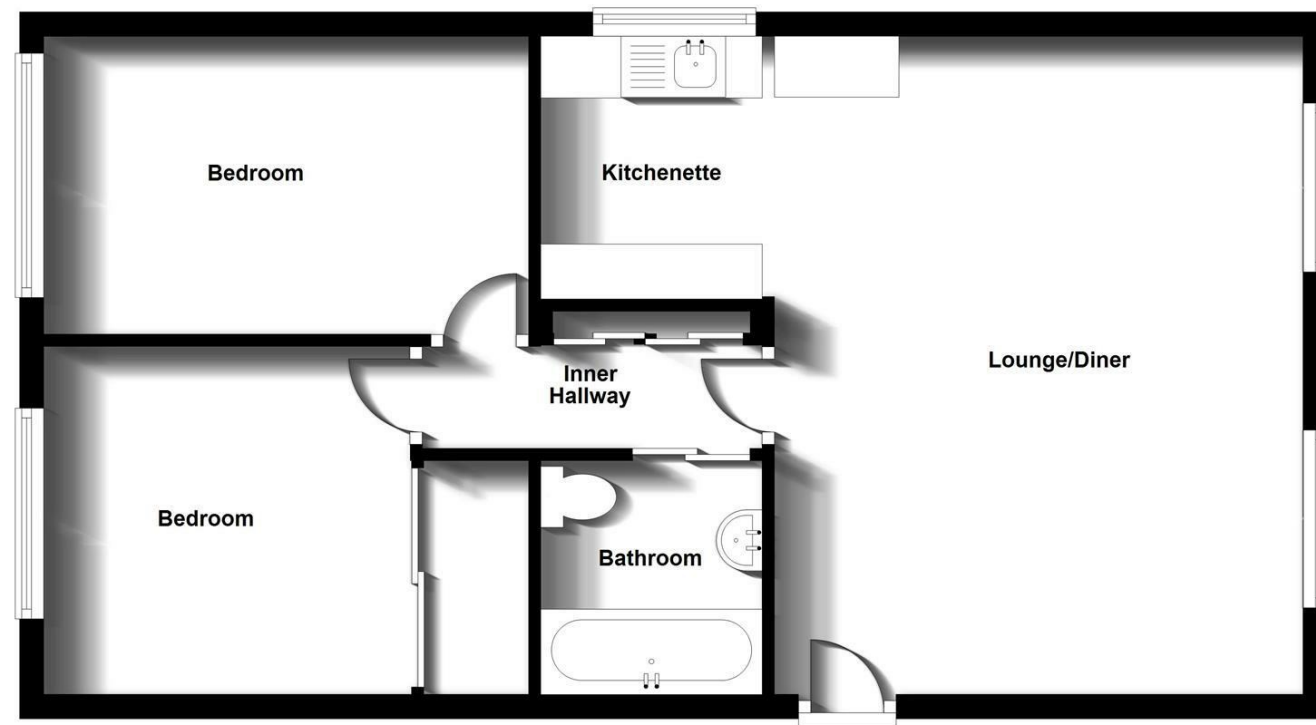 Bedroom
Kitchenette
Lounge/Diner
Inner
Hallway
Bedroom
Bathroom